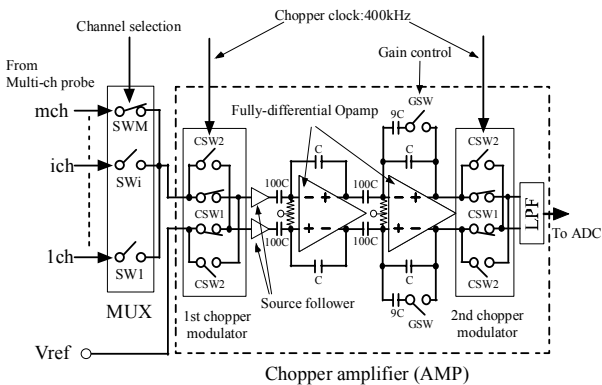 Channel selection
Chopper clock:400kHz
From
Multi-ch probe
Gain control
mch
SWM
ich
SWi
1ch
SW1
MUX
Vref
CSW2
CSW1
CSW2
1st chopper
modulator
Fully-differential Opamp
Source follower
100C
100C
C
C
100C
100C
GSW
9C
C
C
9C
GSW
CSW2
CSW1
CSW2
2nd chopper
modulator
LPF
To ADC
Chopper amplifier (AMP)